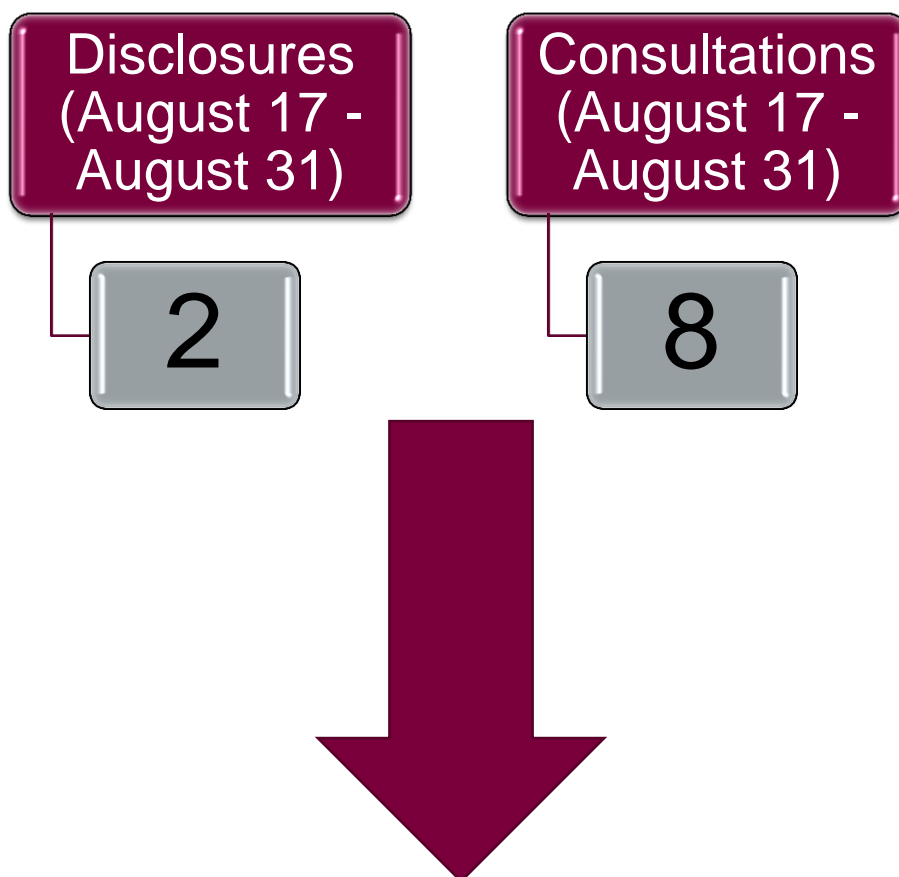 Disclosures
(August 17 -
August 31)
2
Consultations
(August 17 -
August 31)
8